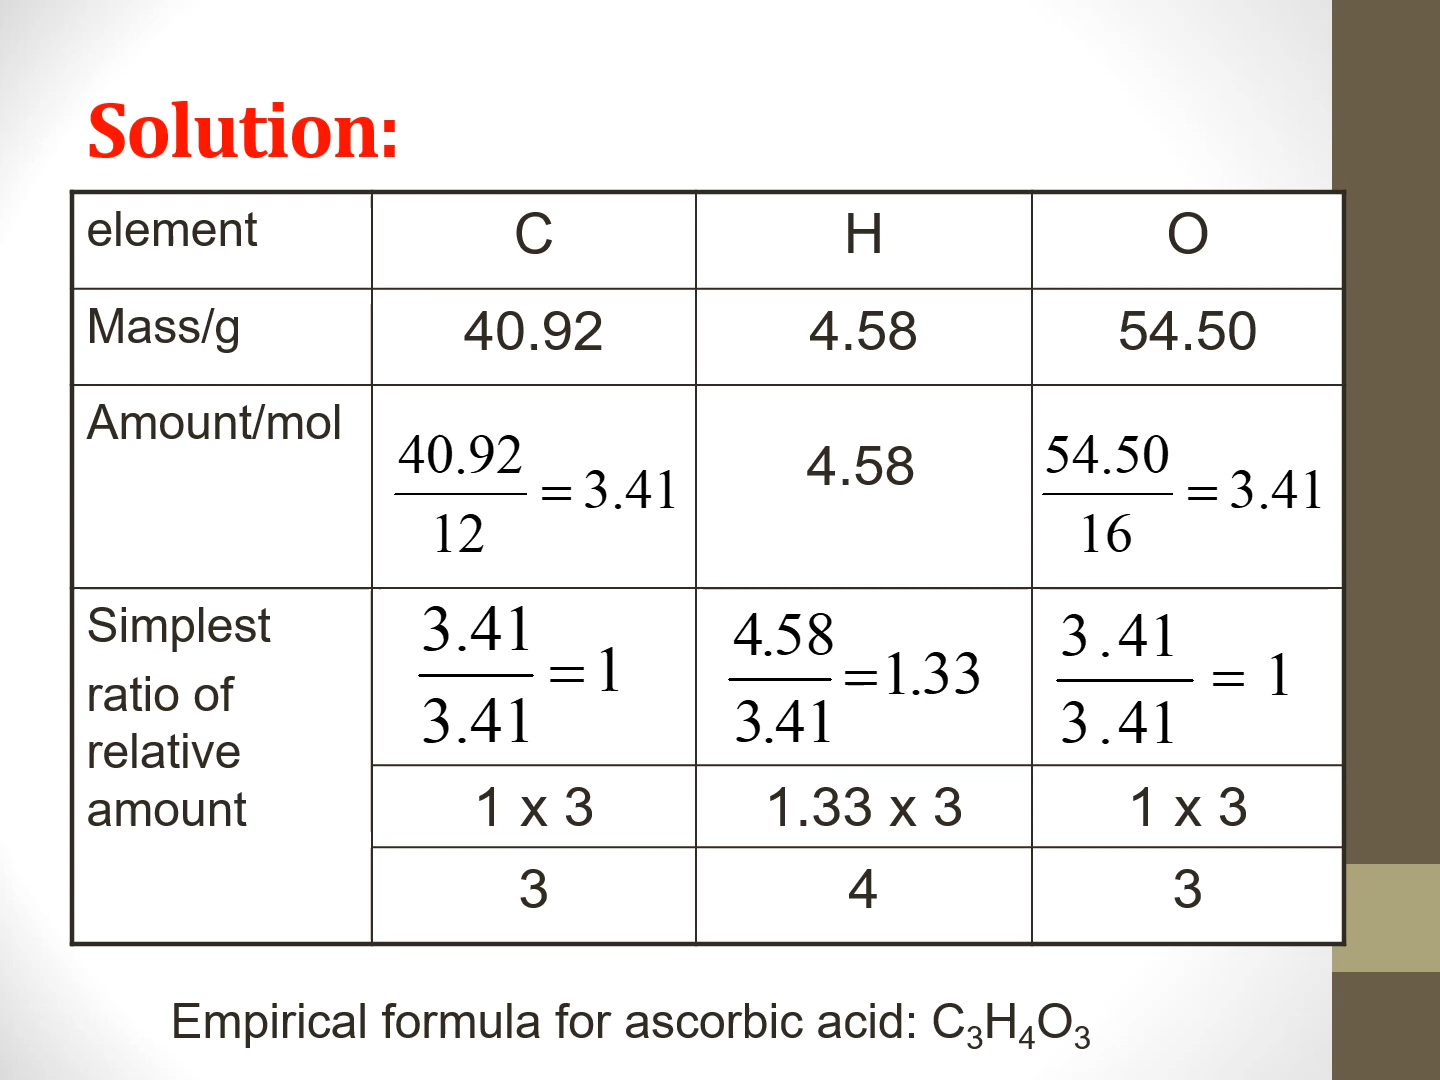 Solution:
element C H O
Mass/g 40.92 4.58 54.50
Amount/mol 40.92/12 = 3.41 4.58 54.50/16 = 3.41
Simplest
ratio of
relative
amount
3.41/3.41 = 1 4.58/3.41 = 1.33 3.41/3.41 = 1
1 x 3 1.33 x 3 1 x 3
3 4 3
Empirical formula for ascorbic acid: C₃H₄O₃